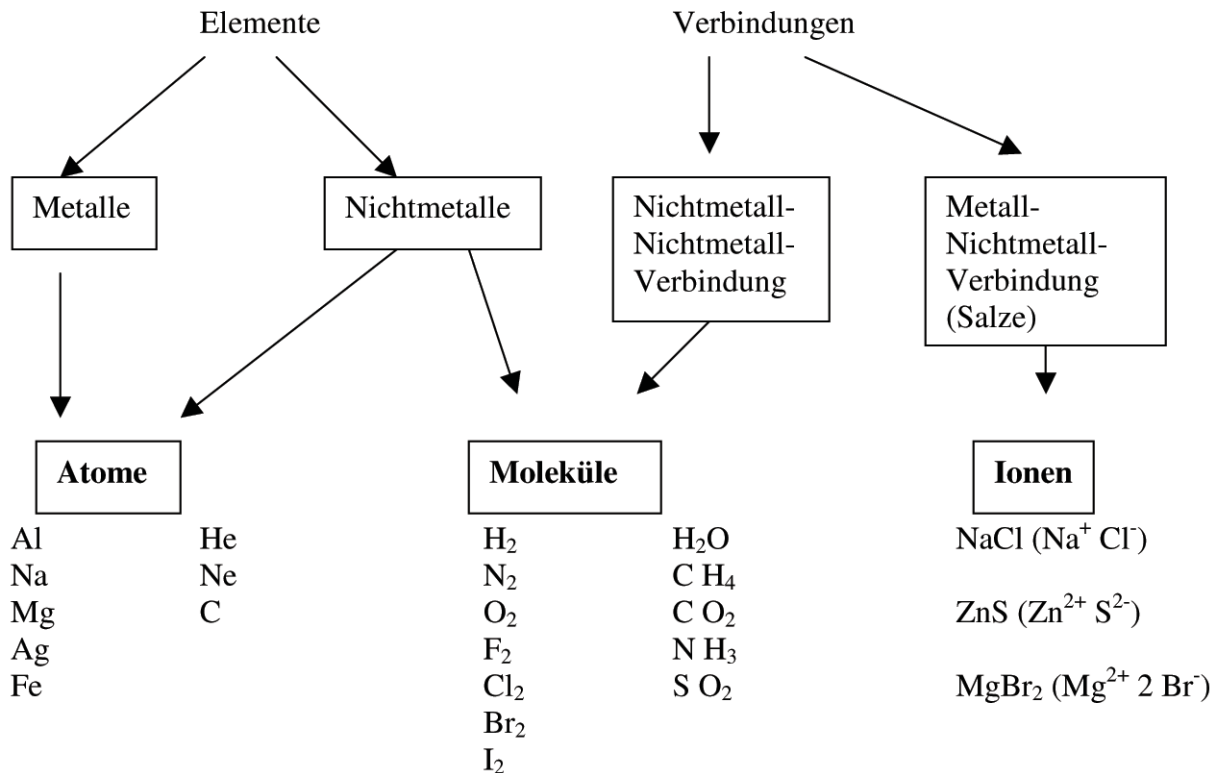 Elemente Verbindungen
Metalle
Nichtmetalle
Nichtmetall-
Nichtmetall-
Verbindung
Metall-
Nichtmetall-
Verbindung
(Salze)
Atome
Moleküle
Ionen
Al He H₂ H₂O NaCl (Na⁺ Cl⁻)
Na Ne N₂ C H₄
Mg C O₂ C O₂ ZnS (Zn²⁺ S²⁻)
Ag F₂ N H₃
Fe Cl₂ S O₂ MgBr₂ (Mg²⁺ 2 Br⁻)
Br₂
I₂